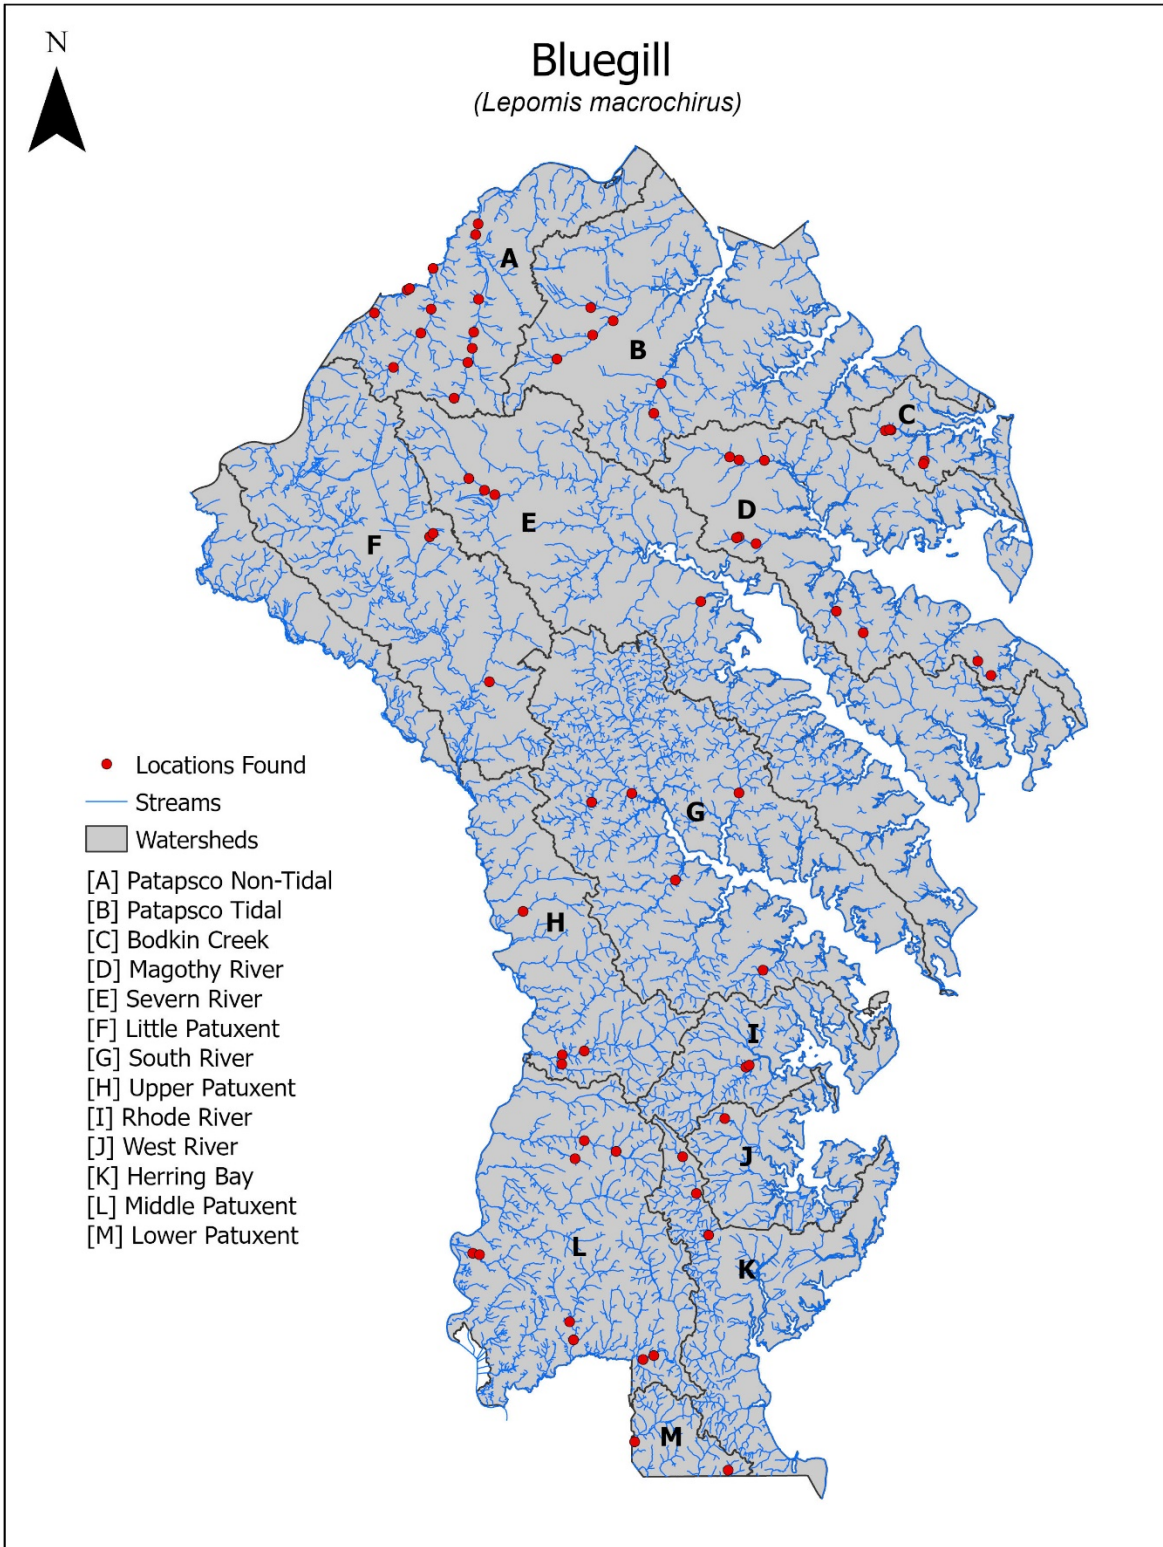 N
Bluegill
(Lepomis macrochirus)
A
B
C
D
E
F
G
H
I
J
K
L
M
Locations Found
Streams
Watersheds
[A] Patapsco Non-Tidal
[B] Patapsco Tidal
[C] Bodkin Creek
[D] Magothy River
[E] Severn River
[F] Little Patuxent
[G] South River
[H] Upper Patuxent
[I] Rhode River
[J] West River
[K] Herring Bay
[L] Middle Patuxent
[M] Lower Patuxent